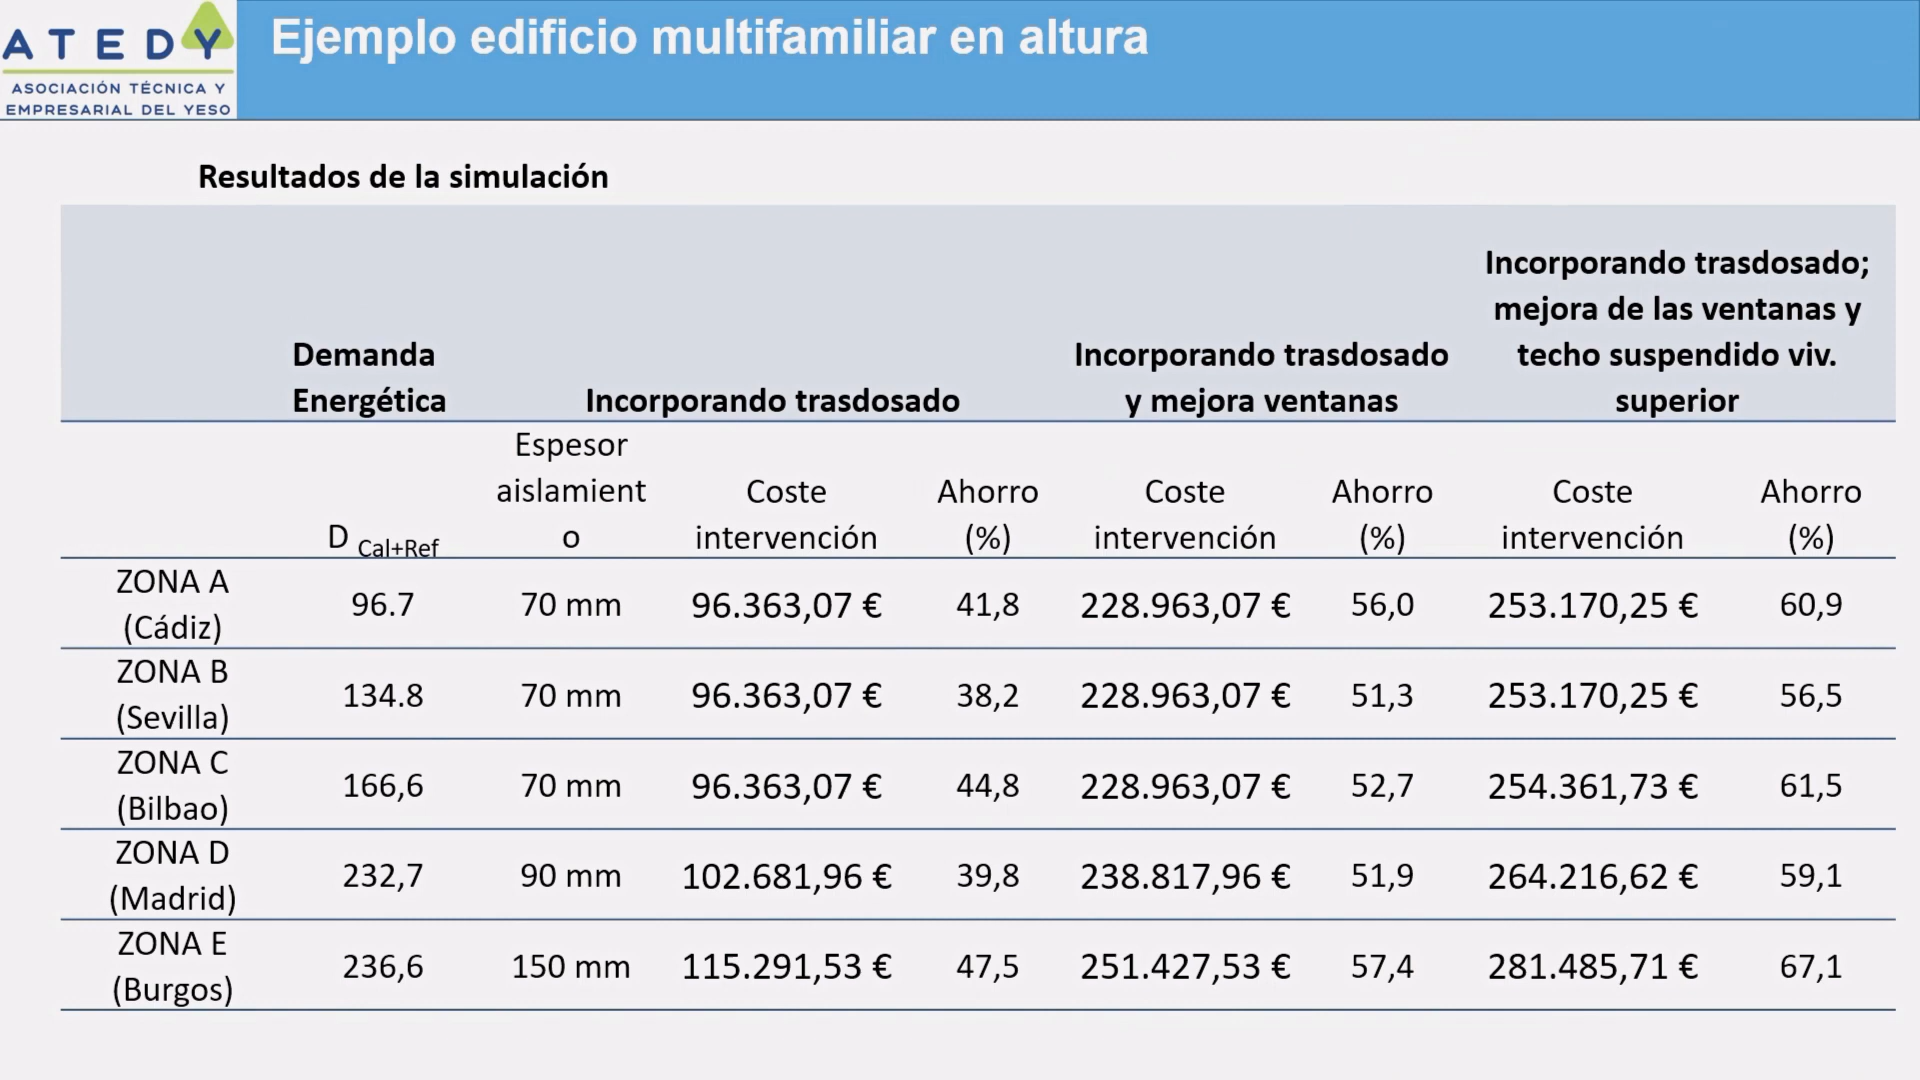 ATEDY
ASOCIACIÓN TÉCNICA Y
EMPRESARIAL DEL YESO
Ejemplo edificio multifamiliar en altura
Resultados de la simulación
Demanda
Energética
Incorporando trasdosado
Incorporando trasdosado
y mejora ventanas
Incorporando trasdosado;
mejora de las ventanas y
techo suspendido viv.
superior
D Cal+Ref
Espesor
aislamient
o
Coste
intervención
Ahorro
(%)
Coste
intervención
Ahorro
(%)
Coste
intervención
Ahorro
(%)
ZONA A
(Cádiz)
96.7
70 mm
96.363,07 €
41,8
228.963,07 €
56,0
253.170,25 €
60,9
ZONA B
(Sevilla)
134.8
70 mm
96.363,07 €
38,2
228.963,07 €
51,3
253.170,25 €
56,5
ZONA C
(Bilbao)
166,6
70 mm
96.363,07 €
44,8
228.963,07 €
52,7
254.361,73 €
61,5
ZONA D
(Madrid)
232,7
90 mm
102.681,96 €
39,8
238.817,96 €
51,9
264.216,62 €
59,1
ZONA E
(Burgos)
236,6
150 mm
115.291,53 €
47,5
251.427,53 €
57,4
281.485,71 €
67,1